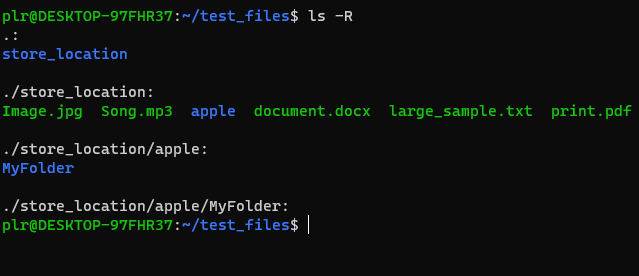 plr@DESKTOP-97FHR37:~/test_files$ ls -R
.:
store_location
./store_location:
Image.jpg Song.mp3 apple document.docx large_sample.txt print.pdf
./store_location/apple:
MyFolder
./store_location/apple/MyFolder:
plr@DESKTOP-97FHR37:~/test_files$